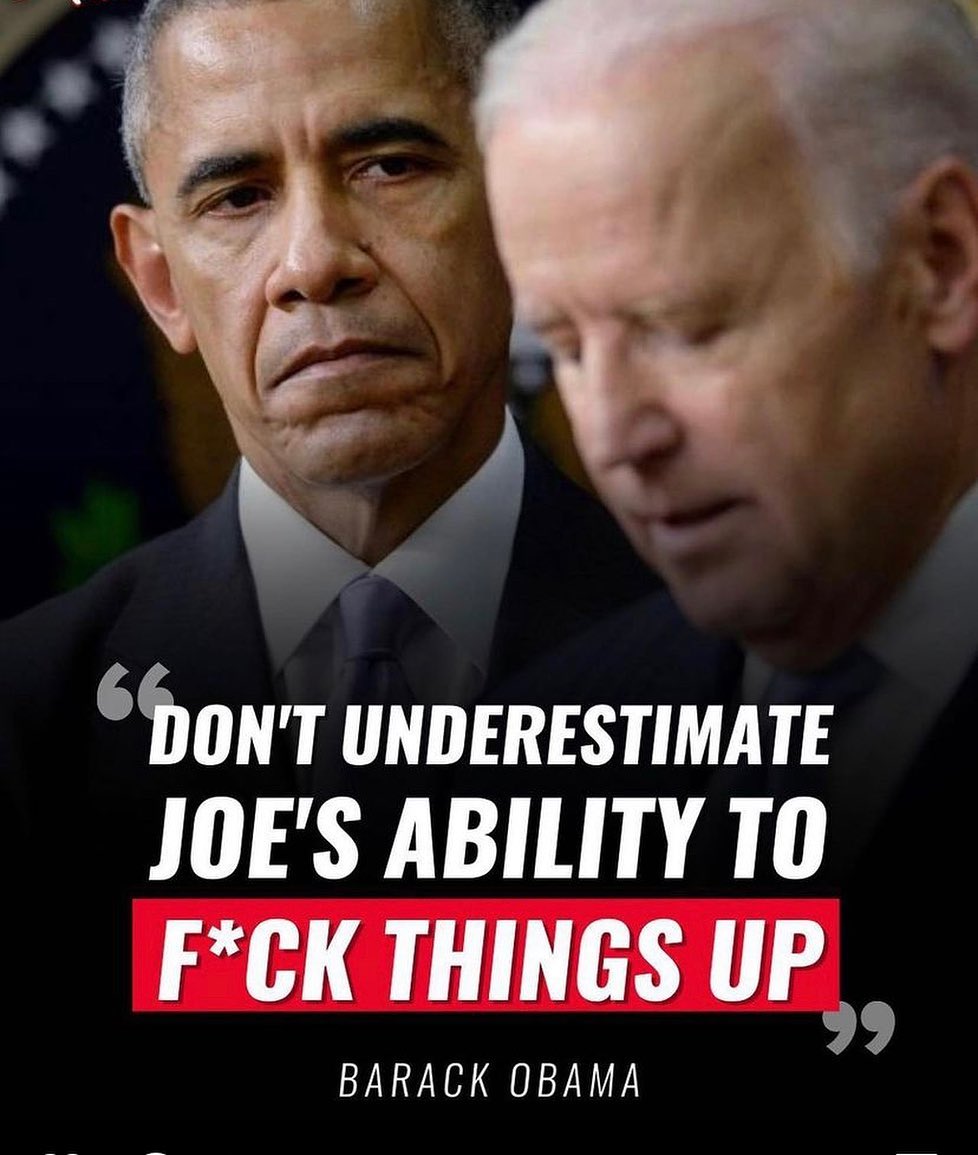 “DON'T UNDERESTIMATE
JOE'S ABILITY TO
F*CK THINGS UP”
BARACK OBAMA